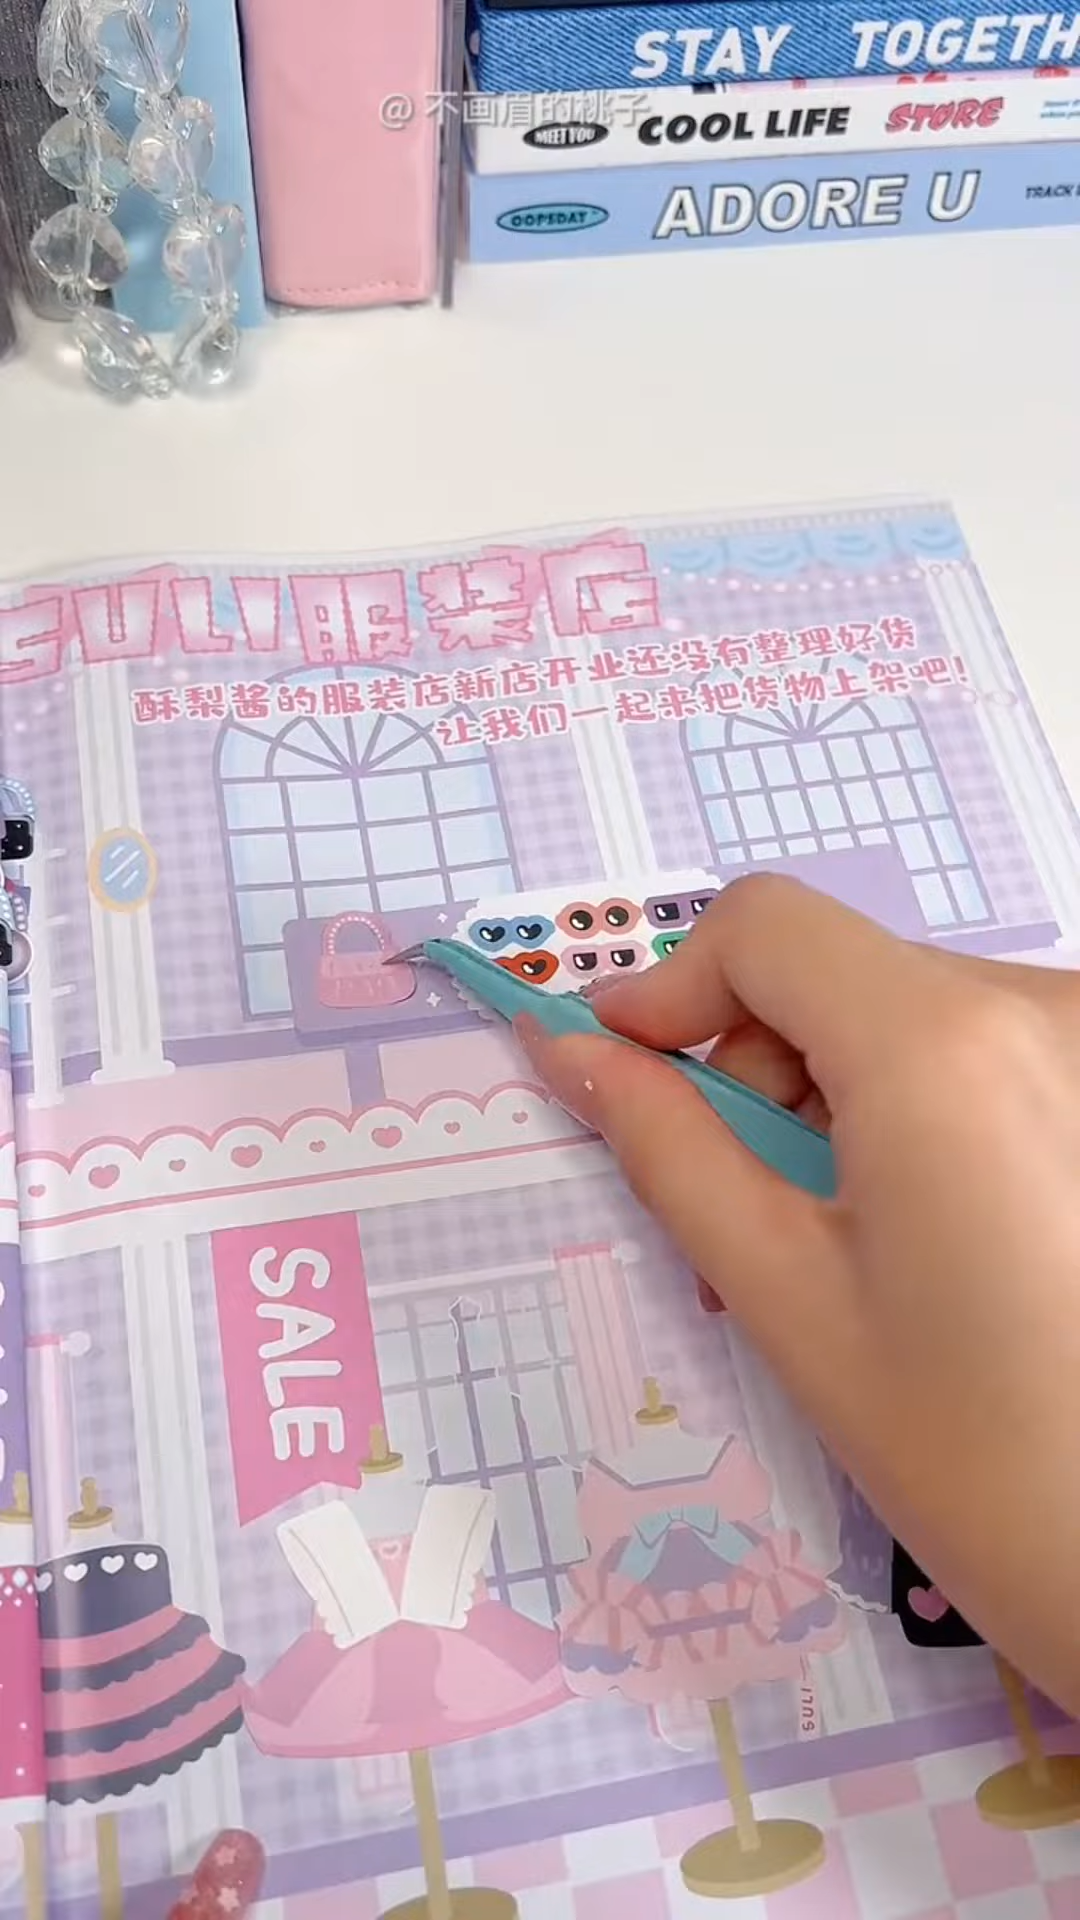 STAY TOGETH
@不画眉的桃子
MEET YOU COOL LIFE STORE
OOPSDAY ADORE U TRACK
SULI服装店
酥梨酱的服装店新店开业还没有整理好货
让我们一起来把货物上架吧!
SALE
SULI